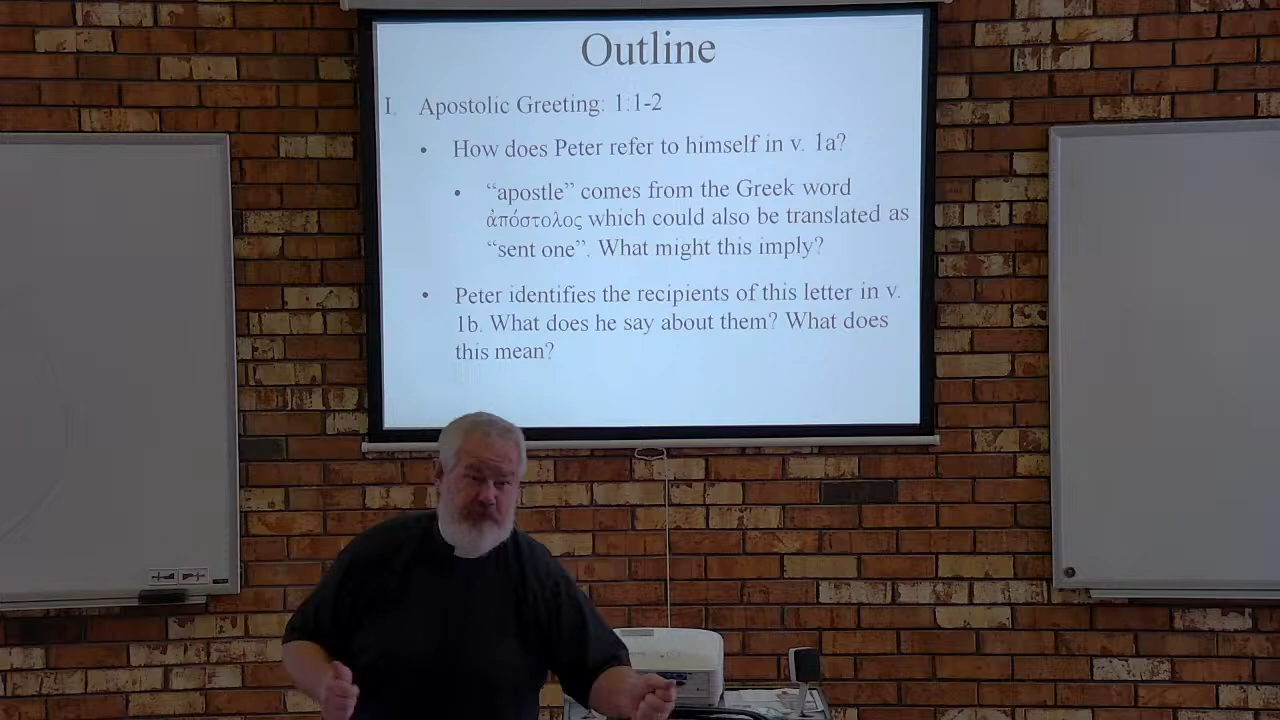 Outline
I. Apostolic Greeting: 1:1-2
• How does Peter refer to himself in v. 1a?
• “apostle” comes from the Greek word
ἀπόστολος which could also be translated as
“sent one”. What might this imply?
• Peter identifies the recipients of this letter in v.
1b. What does he say about them? What does
this mean?